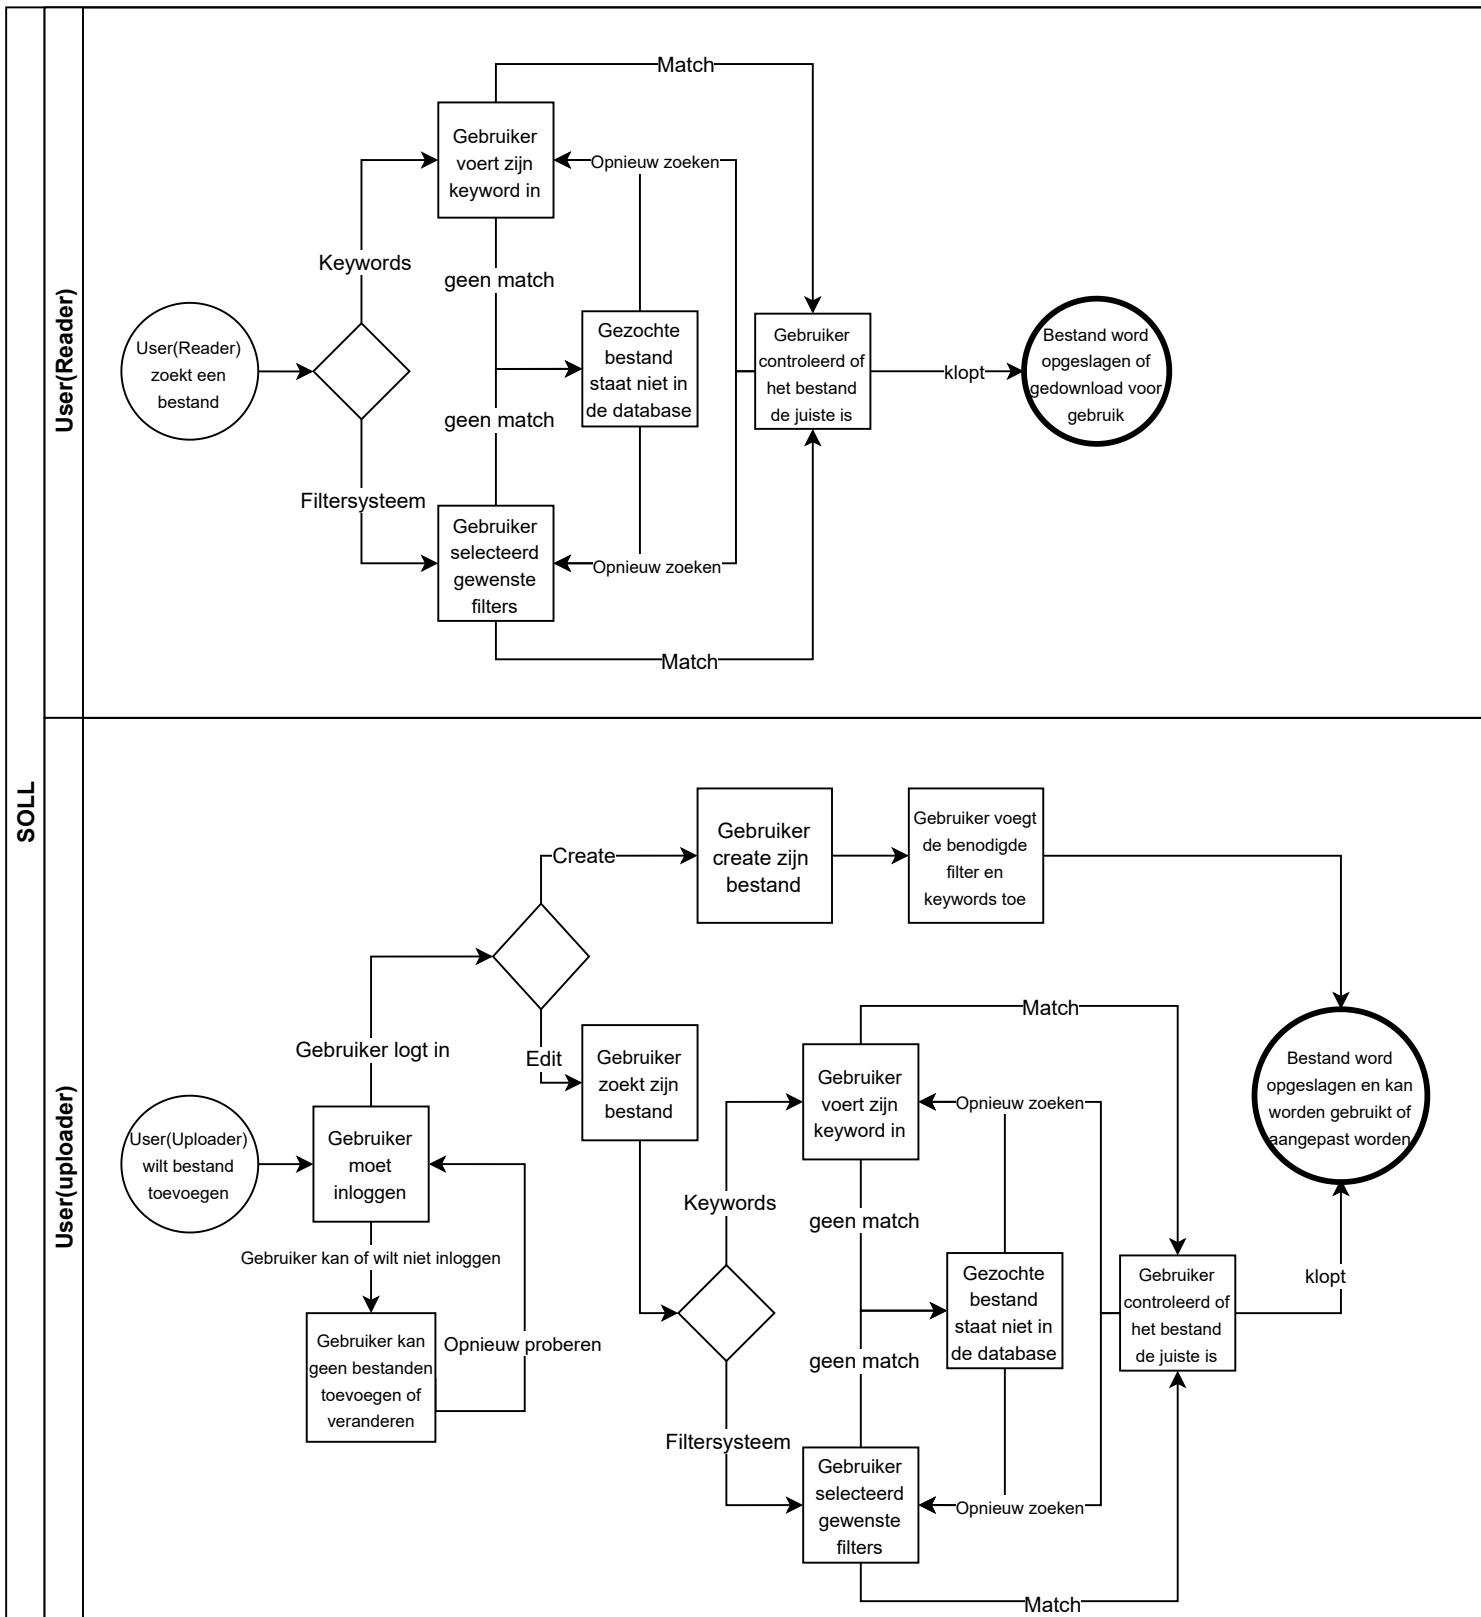 SOLL
User(Reader)
Match
Gebruiker
voert zijn
keyword in
Opnieuw zoeken
Keywords
geen match
User(Reader)
zoekt een
bestand
Gezochte
bestand
staat niet in
de database
Gebruiker
controleerd of
het bestand
de juiste is
klopt
Bestand word
opgeslagen of
gedownload voor
gebruik
geen match
Filtersysteem
Gebruiker
selecteerd
gewenste
filters
Opnieuw zoeken
Match
User(uploader)
Create
Gebruiker
create zijn
bestand
Gebruiker voegt
de benodigde
filter en
keywords toe
Gebruiker logt in
Edit
Gebruiker
zoekt zijn
bestand
Match
Gebruiker
voert zijn
keyword in
Opnieuw zoeken
Bestand word
opgeslagen en kan
worden gebruikt of
aangepast worden
User(Uploader)
wilt bestand
toevoegen
Gebruiker
moet
inloggen
Keywords
geen match
Gebruiker kan of wilt niet inloggen
Gezochte
bestand
staat niet in
de database
Gebruiker
controleerd of
het bestand
de juiste is
klopt
Gebruiker kan
geen bestanden
toevoegen of
veranderen
Opnieuw proberen
geen match
Filtersysteem
Gebruiker
selecteerd
gewenste
filters
Opnieuw zoeken
Match